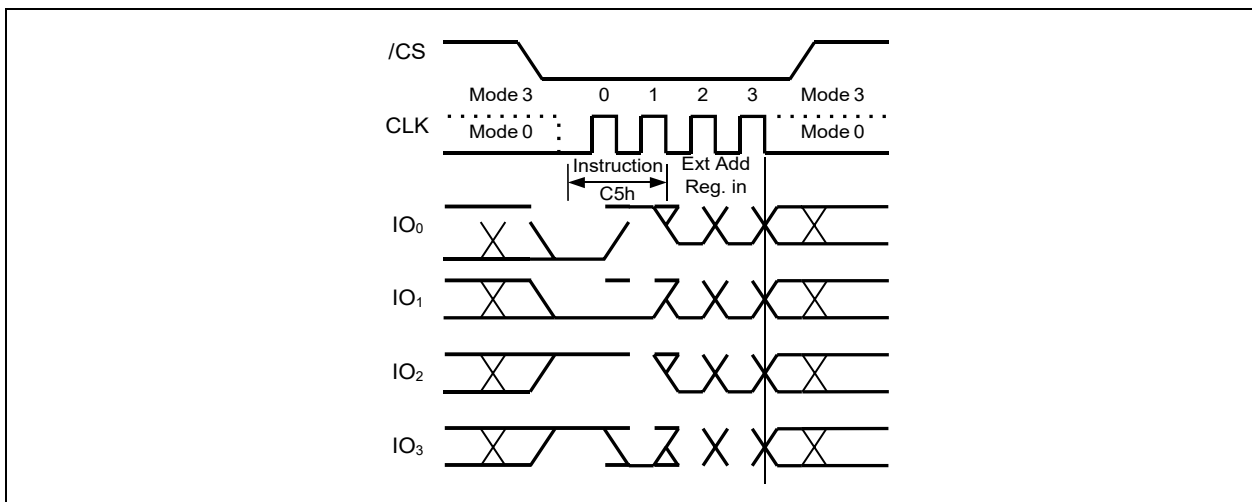 /CS
Mode 3 0 1 2 3 Mode 3
CLK Mode 0 Mode 0
Instruction Ext Add
C5h Reg. in
IO₀
IO₁
IO₂
IO₃